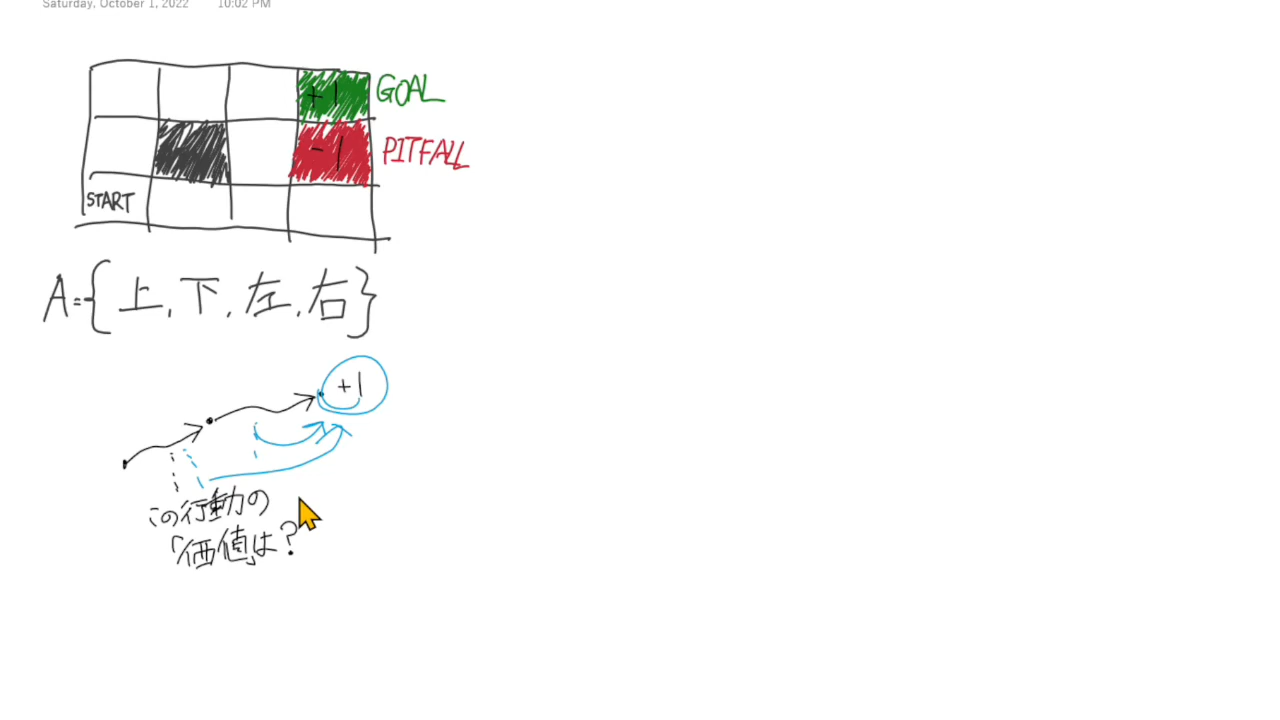 Saturday, October 1, 2022 10:02 PM
+1 GOAL
-1 PITFALL
START
A={上,下,左,右}
+1
この行動の
「価値」は?